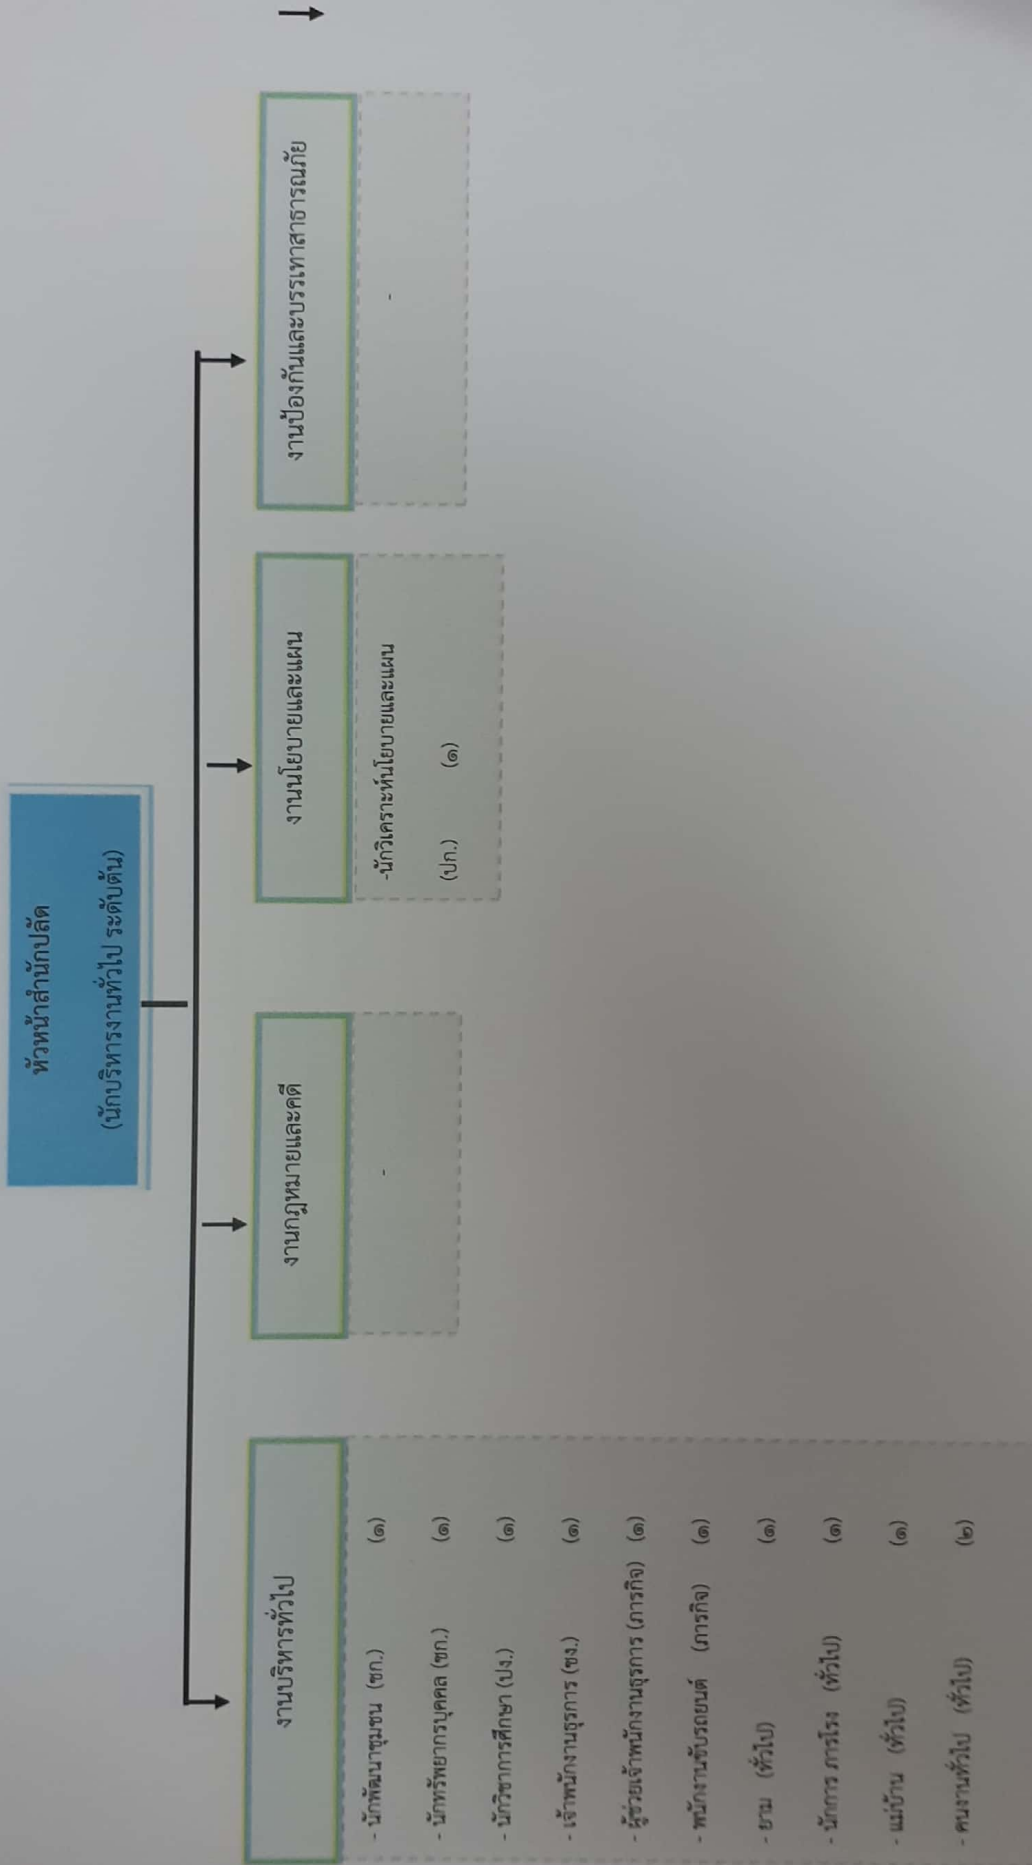 หัวหน้าสำนักปลัด
(นักบริหารงานทั่วไป ระดับต้น)
งานบริหารทั่วไป
- นักพัฒนาชุมชน (ชก.) (๑)
- นักทรัพยากรบุคคล (ชก.) (๑)
- นักวิชาการศึกษา (ปง.) (๑)
- เจ้าพนักงานธุรการ (ชง.) (๑)
- ผู้ช่วยเจ้าพนักงานธุรการ (ภารกิจ) (๑)
- พนักงานขับรถยนต์ (ภารกิจ) (๑)
- ยาม (ทั่วไป) (๑)
- นักการ ภารโรง (ทั่วไป) (๑)
- แม่บ้าน (ทั่วไป) (๑)
- คนงานทั่วไป (ทั่วไป) (๒)
งานกฎหมายและคดี
-
งานนโยบายและแผน
-นักวิเคราะห์นโยบายและแผน
(ปก.) (๑)
งานป้องกันและบรรเทาสาธารณภัย
-